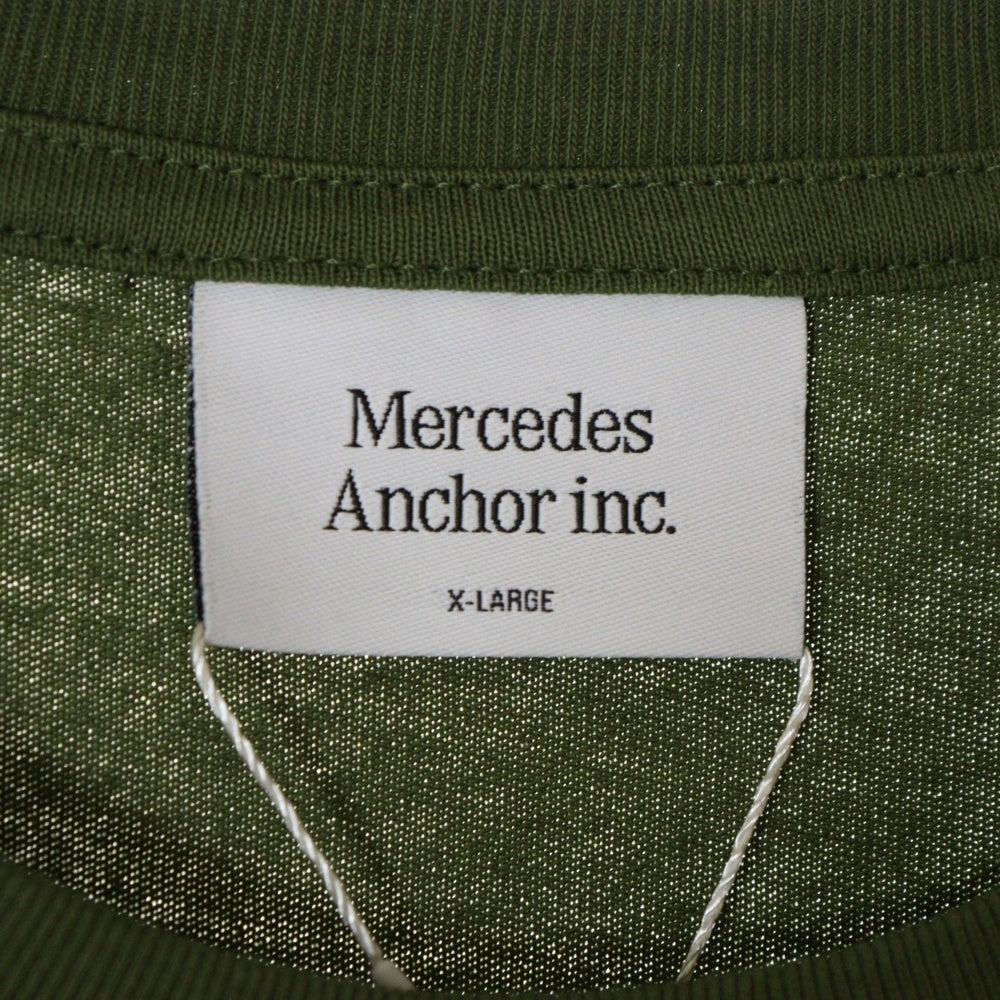 Mercedes
Anchor inc.
X-LARGE